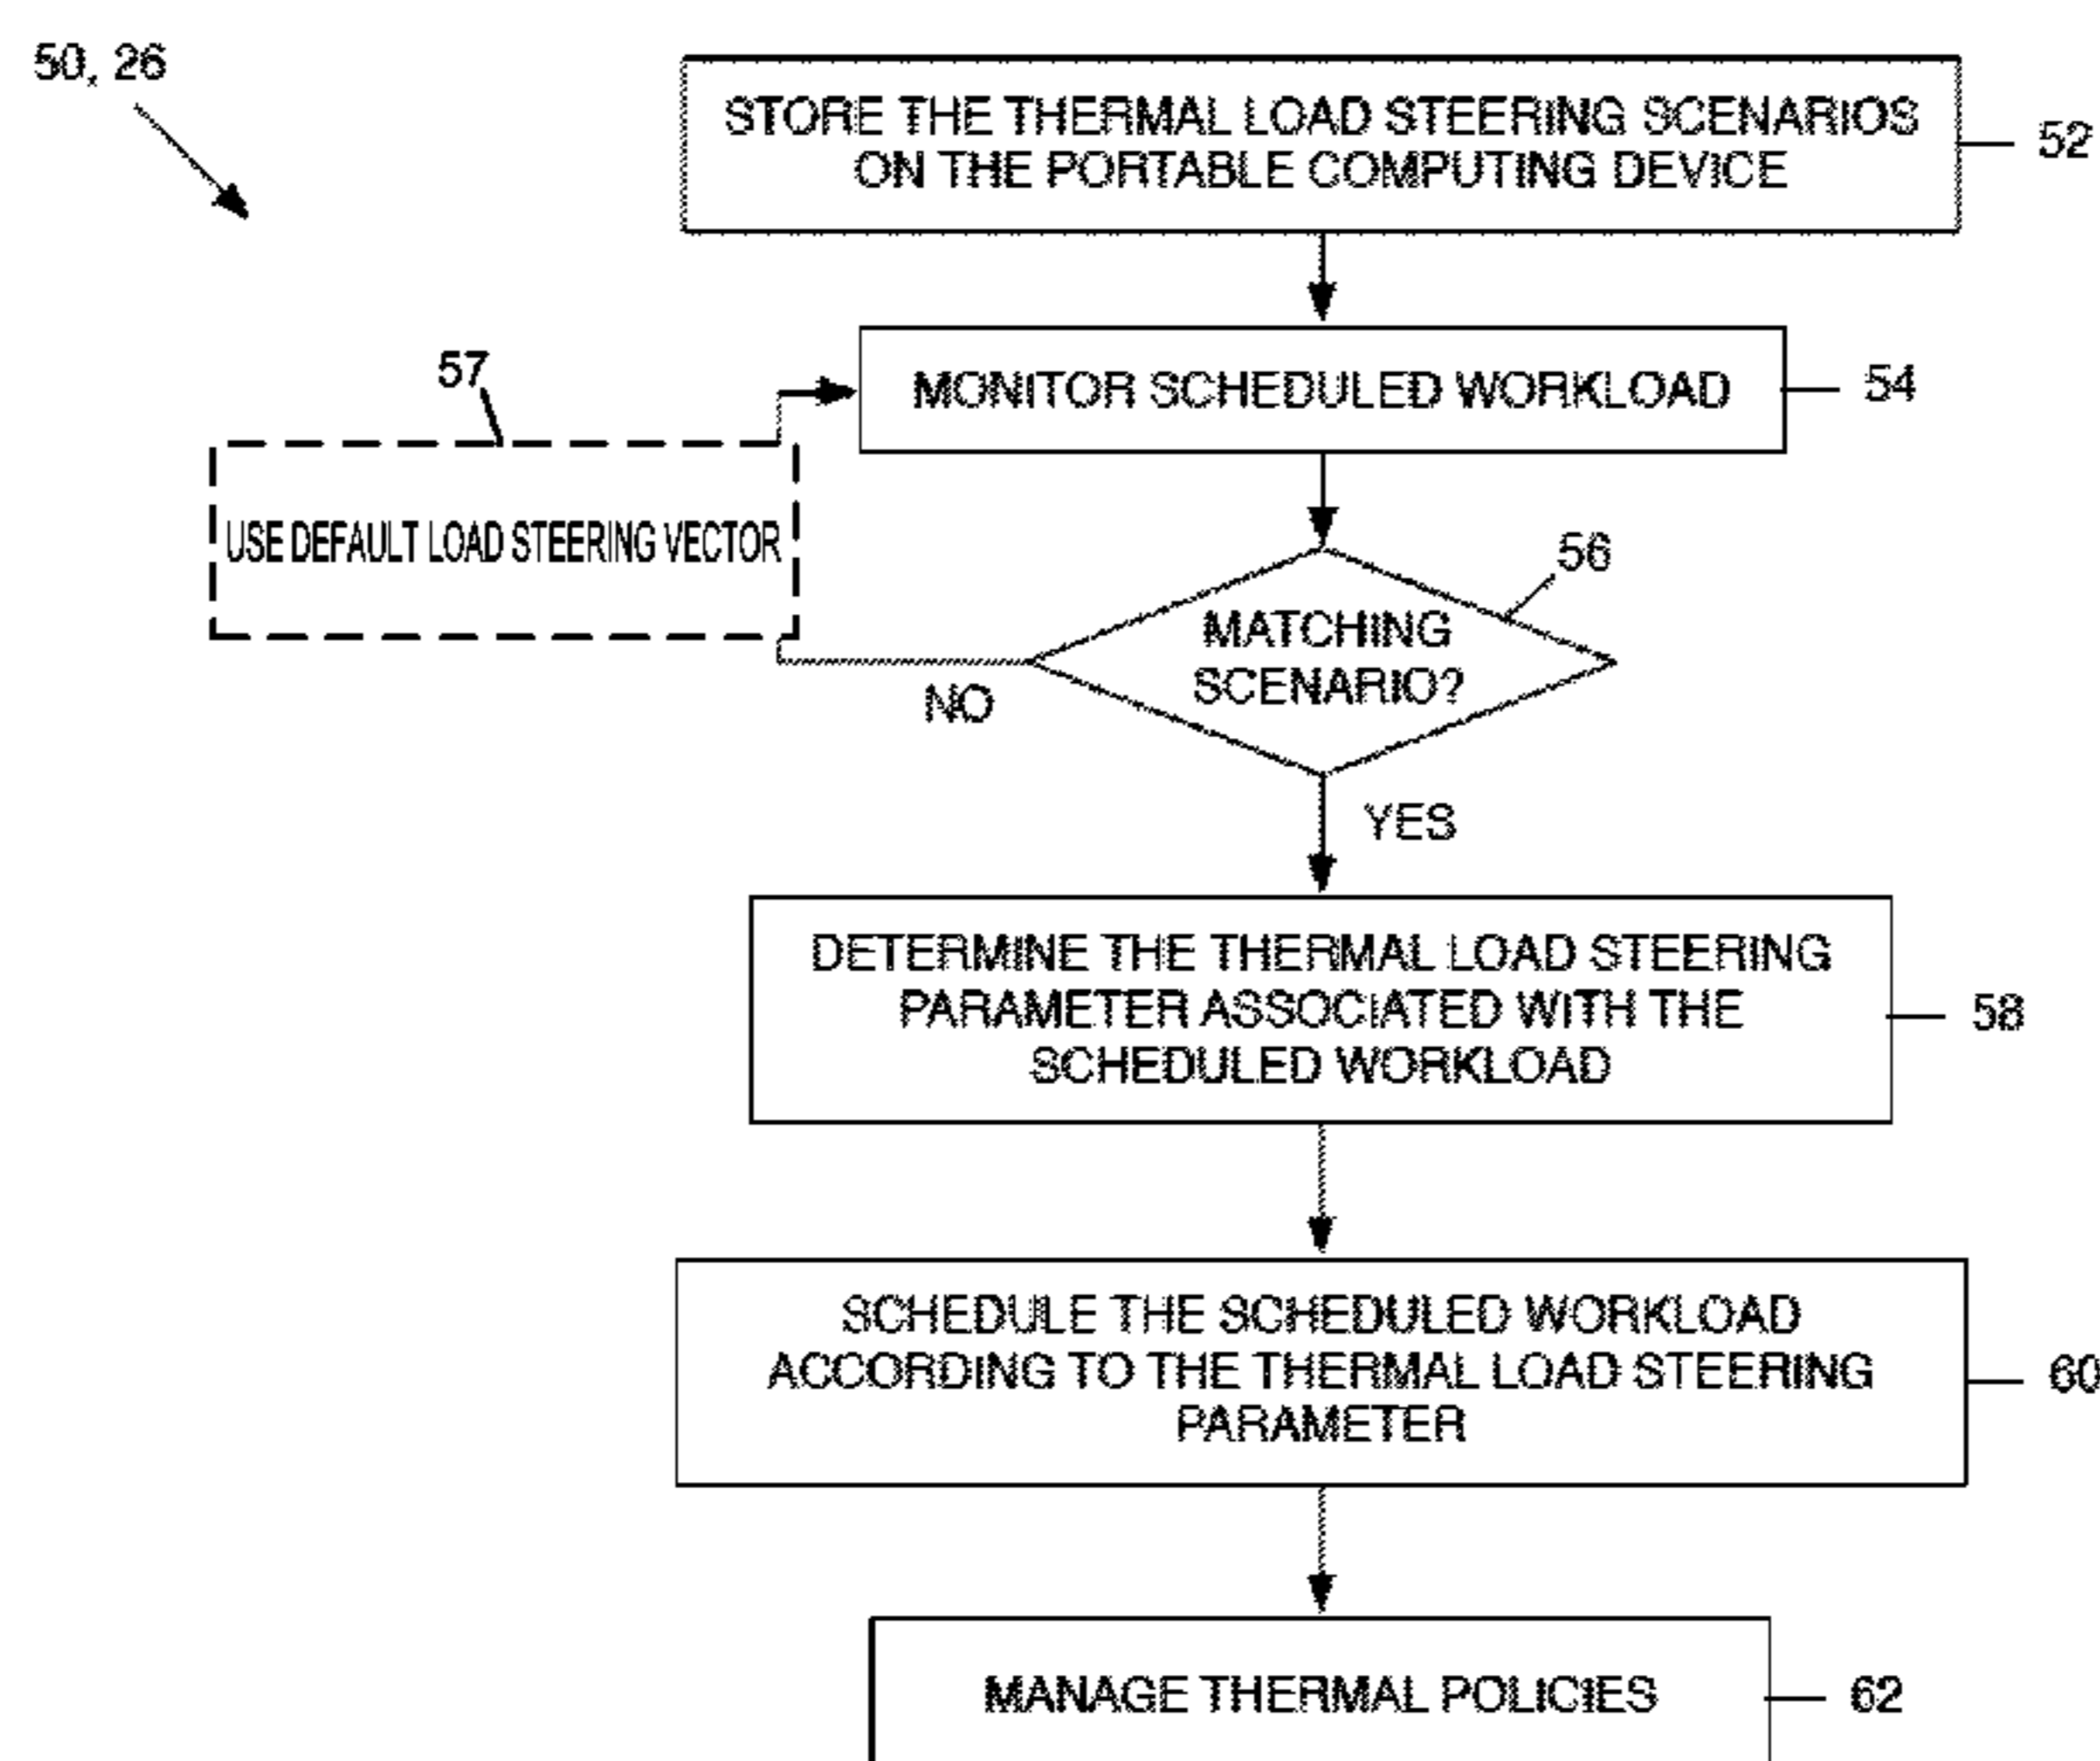 50, 26
STORE THE THERMAL LOAD STEERING SCENARIOS
ON THE PORTABLE COMPUTING DEVICE
52
MONITOR SCHEDULED WORKLOAD
54
57
USE DEFAULT LOAD STEERING VECTOR
56
MATCHING
SCENARIO?
NO
YES
DETERMINE THE THERMAL LOAD STEERING
PARAMETER ASSOCIATED WITH THE
SCHEDULED WORKLOAD
58
SCHEDULE THE SCHEDULED WORKLOAD
ACCORDING TO THE THERMAL LOAD STEERING
PARAMETER
60
MANAGE THERMAL POLICIES
62